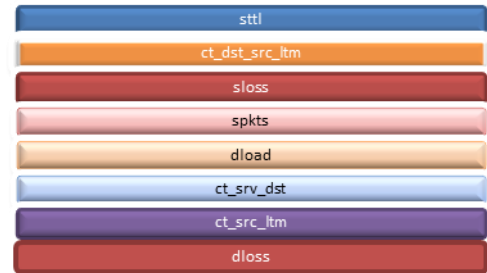 sttl
ct_dst_src_ltm
sloss
spkts
dload
ct_srv_dst
ct_src_ltm
dloss